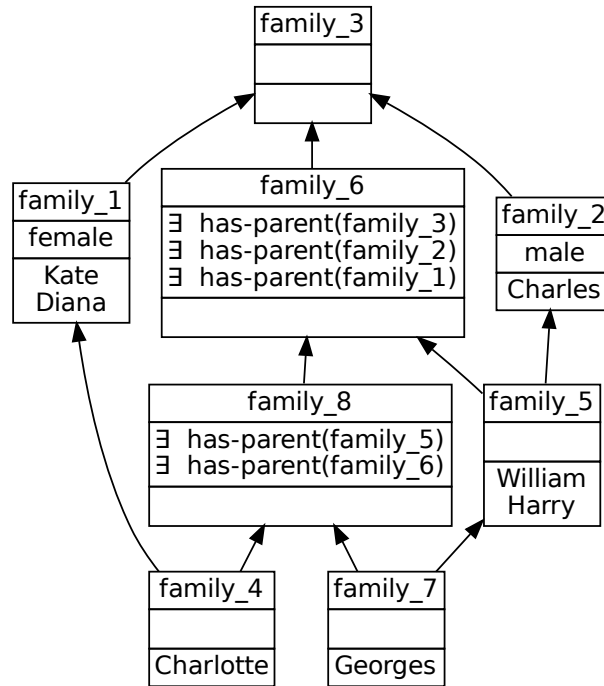 family_3
family_1
female
Kate
Diana
family_6
∃ has-parent(family_3)
∃ has-parent(family_2)
∃ has-parent(family_1)
family_2
male
Charles
family_8
∃ has-parent(family_5)
∃ has-parent(family_6)
family_5
William
Harry
family_4
Charlotte
family_7
Georges